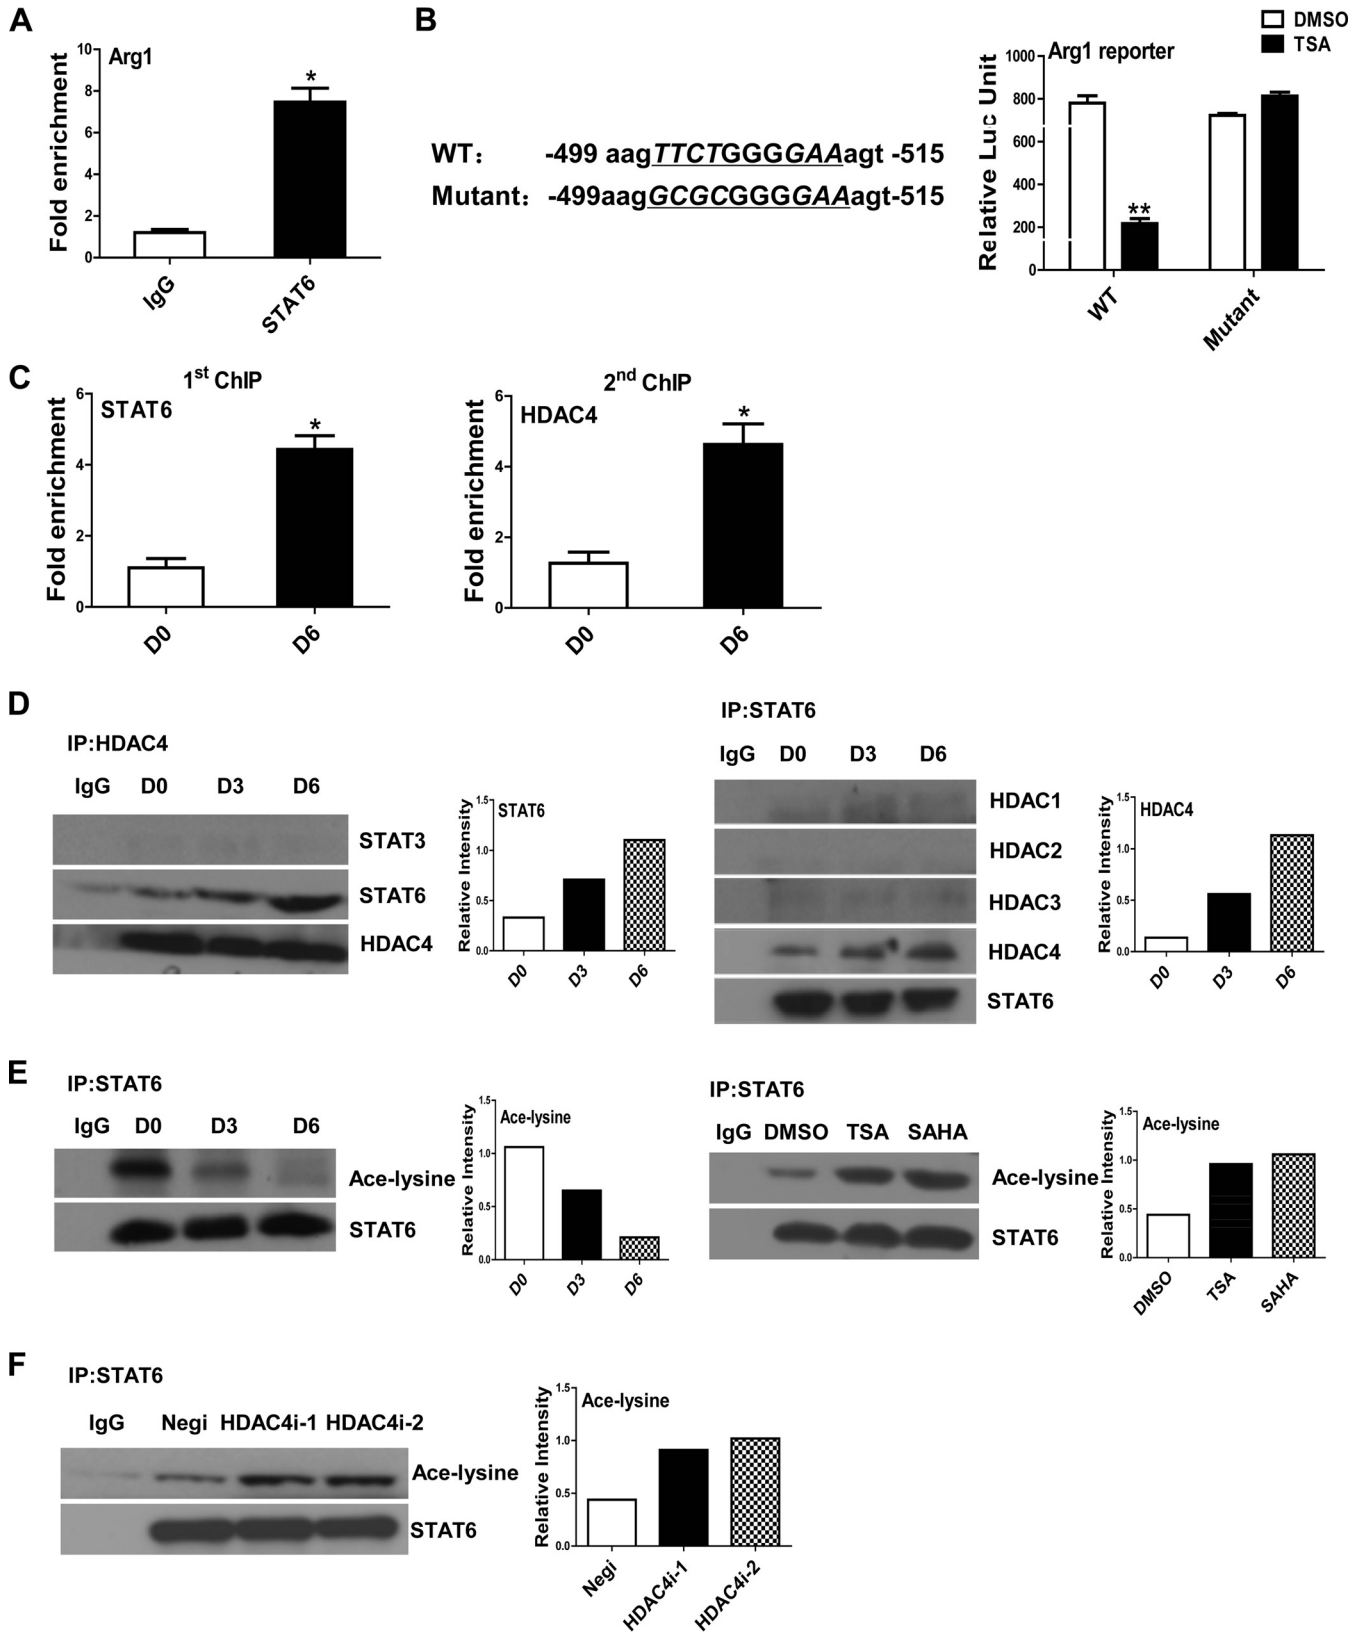 A
Arg1
Fold enrichment
10
8
6
4
2
0
*
IgG
STAT6
B
WT: -499 aagTTCTGGGGAAagt -515
Mutant: -499aagGCGCGGGGAAagt-515
DMSO
TSA
Arg1 reporter
Relative Luc Unit
1000
800
600
400
200
0
**
WT
Mutant
C
1st ChIP
STAT6
Fold enrichment
6
4
2
0
*
D0
D6
2nd ChIP
HDAC4
Fold enrichment
6
4
2
0
*
D0
D6
D
IP:HDAC4
IgG D0 D3 D6
STAT3
STAT6
HDAC4
STAT6
Relative Intensity
1.5
1.0
0.5
0.0
D0
D3
D6
IP:STAT6
IgG D0 D3 D6
HDAC1
HDAC2
HDAC3
HDAC4
STAT6
HDAC4
Relative Intensity
1.5
1.0
0.5
0.0
D0
D3
D6
E
IP:STAT6
IgG D0 D3 D6
Ace-lysine
STAT6
Ace-lysine
Relative Intensity
1.5
1.0
0.5
0.0
D0
D3
D6
IP:STAT6
IgG DMSO TSA SAHA
Ace-lysine
STAT6
Ace-lysine
Relative Intensity
1.5
1.0
0.5
0.0
DMSO
TSA
SAHA
F
IP:STAT6
IgG Negi HDAC4i-1 HDAC4i-2
Ace-lysine
STAT6
Ace-lysine
Relative Intensity
1.5
1.0
0.5
0.0
Negi
HDAC4i-1
HDAC4i-2